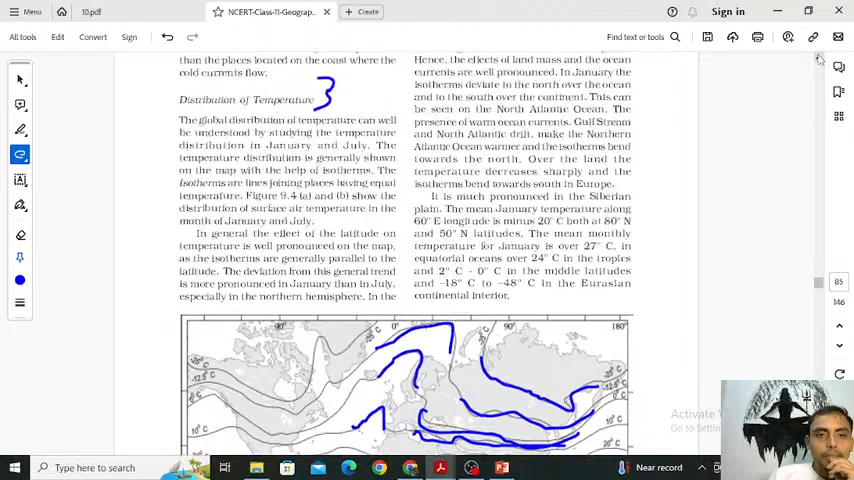 Menu
10.pdf
NCERT-Class-11-Geograp...
Create
Sign in
All tools
Edit
Convert
Sign
Find text or tools
than the places located on the coast where the
cold currents flow.
Distribution of Temperature
3
The global distribution of temperature can well
be understood by studying the temperature
distribution in January and July. The
temperature distribution is generally shown
on the map with the help of isotherms. The
Isotherms are lines joining places having equal
temperature. Figure 9.4 (a) and (b) show the
distribution of surface air temperature in the
month of January and July.
In general the effect of the latitude on
temperature is well pronounced on the map,
as the isotherms are generally parallel to the
latitude. The deviation from this general trend
is more pronounced in January than in July,
especially in the northern hemisphere. In the
Hence, the effects of land mass and the ocean
currents are well pronounced. In January the
isotherms deviate to the north over the ocean
and to the south over the continent. This can
be seen on the North Atlantic Ocean. The
presence of warm ocean currents, Gulf Stream
and North Atlantic drift, make the Northern
Atlantic Ocean warmer and the isotherms bend
towards the north. Over the land the
temperature decreases sharply and the
isotherms bend towards south in Europe.
It is much pronounced in the Siberian
plain. The mean January temperature along
60° E longitude is minus 20° C both at 80° N
and 50° N latitudes. The mean monthly
temperature for January is over 27° C, in
equatorial oceans over 24° C in the tropics
and 2° C - 0° C in the middle latitudes
and –18° C to –48° C in the Eurasian
continental interior.
90°
0°
90°
180°
10° C
20° C
85
146
Activate
Go to Setting
Type here to search
Near record